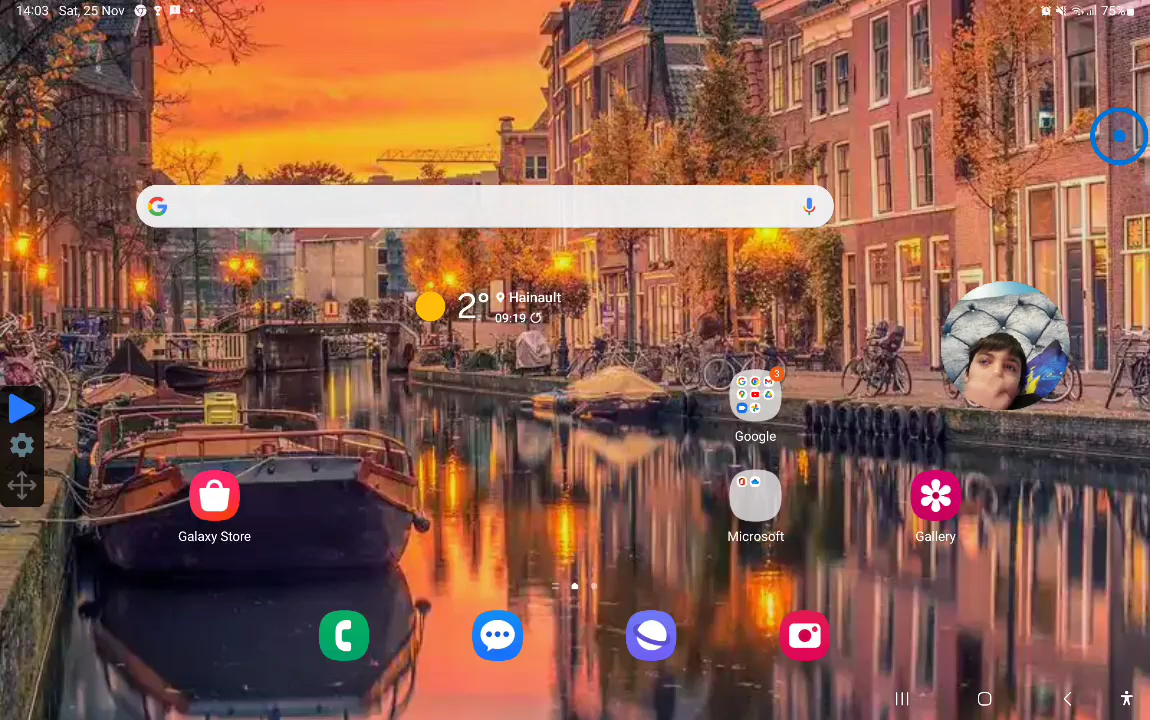 14:03 Sat, 25 Nov
75%
2° Hainault
09:19
3
Google
Galaxy Store
Microsoft
Gallery